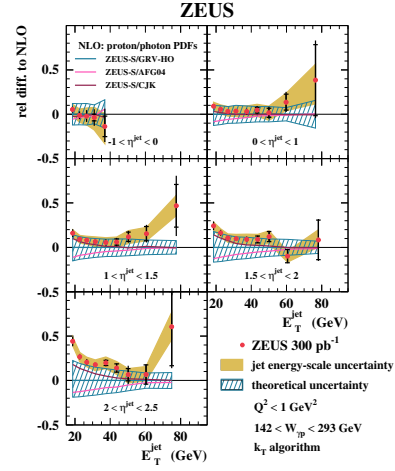 ZEUS
rel diff. to NLO
NLO: proton/photon PDFs
ZEUS-S/GRV-HO
ZEUS-S/AFG04
ZEUS-S/CJK
0.5
0
-0.5
-1 < η^jet < 0
0 < η^jet < 1
0.5
0
-0.5
1 < η^jet < 1.5
1.5 < η^jet < 2
20 40 60 80
E_T^jet (GeV)
0.5
0
-0.5
2 < η^jet < 2.5
20 40 60 80
E_T^jet (GeV)
ZEUS 300 pb^-1
jet energy-scale uncertainty
theoretical uncertainty
Q^2 < 1 GeV^2
142 < W_γp < 293 GeV
k_T algorithm